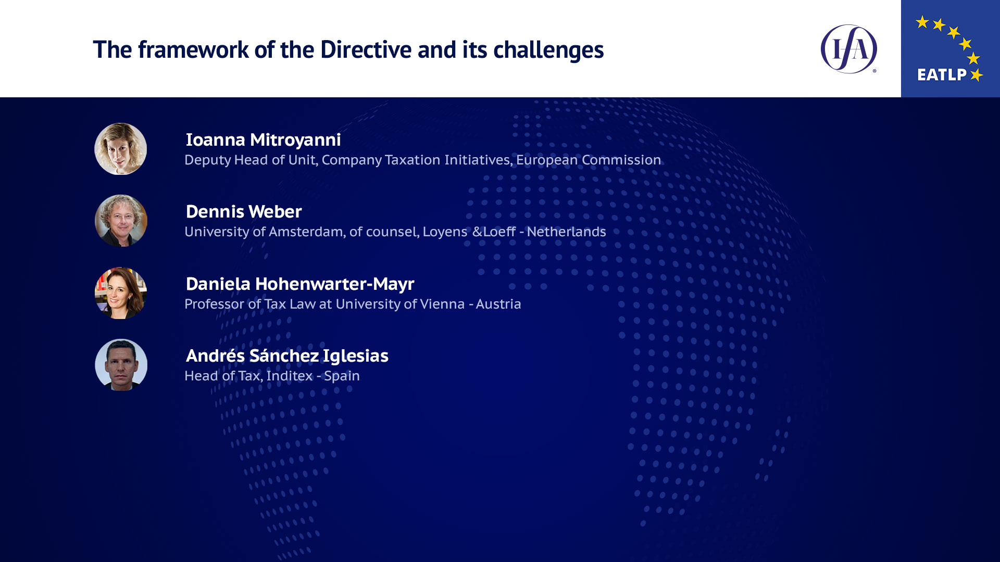 The framework of the Directive and its challenges
IFA
®
EATLP
Ioanna Mitroyanni
Deputy Head of Unit, Company Taxation Initiatives, European Commission
Dennis Weber
University of Amsterdam, of counsel, Loyens &Loeff - Netherlands
Daniela Hohenwarter-Mayr
Professor of Tax Law at University of Vienna - Austria
Andrés Sánchez Iglesias
Head of Tax, Inditex - Spain